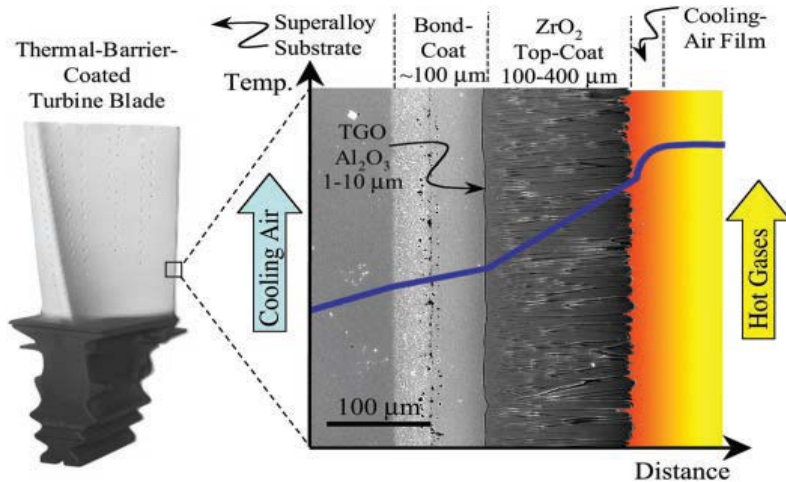 Thermal-Barrier-
Coated
Turbine Blade
Superalloy
Substrate
Bond-
Coat
~100 μm
ZrO₂
Top-Coat
100-400 μm
Cooling-
Air Film
Temp.
TGO
Al₂O₃
1-10 μm
Cooling Air
Hot Gases
100 μm
Distance